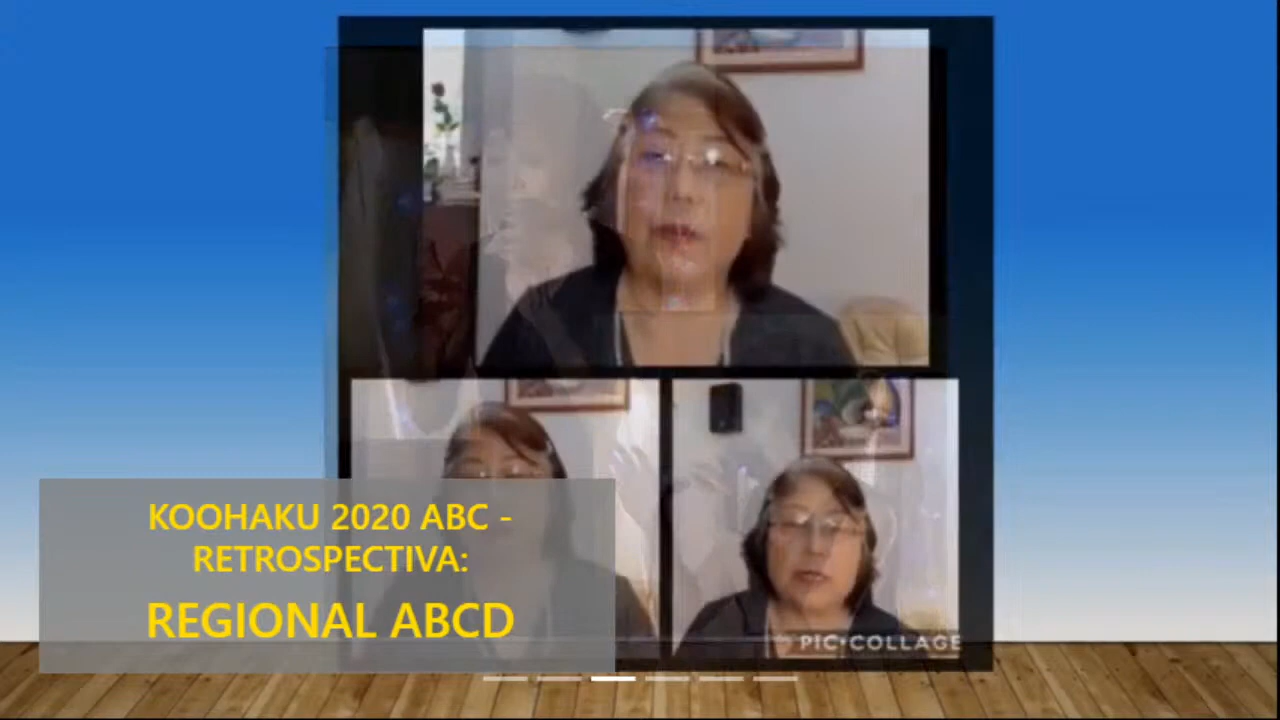 KOOHAKU 2020 ABC -
RETROSPECTIVA:
REGIONAL ABCD
PIC•COLLAGE